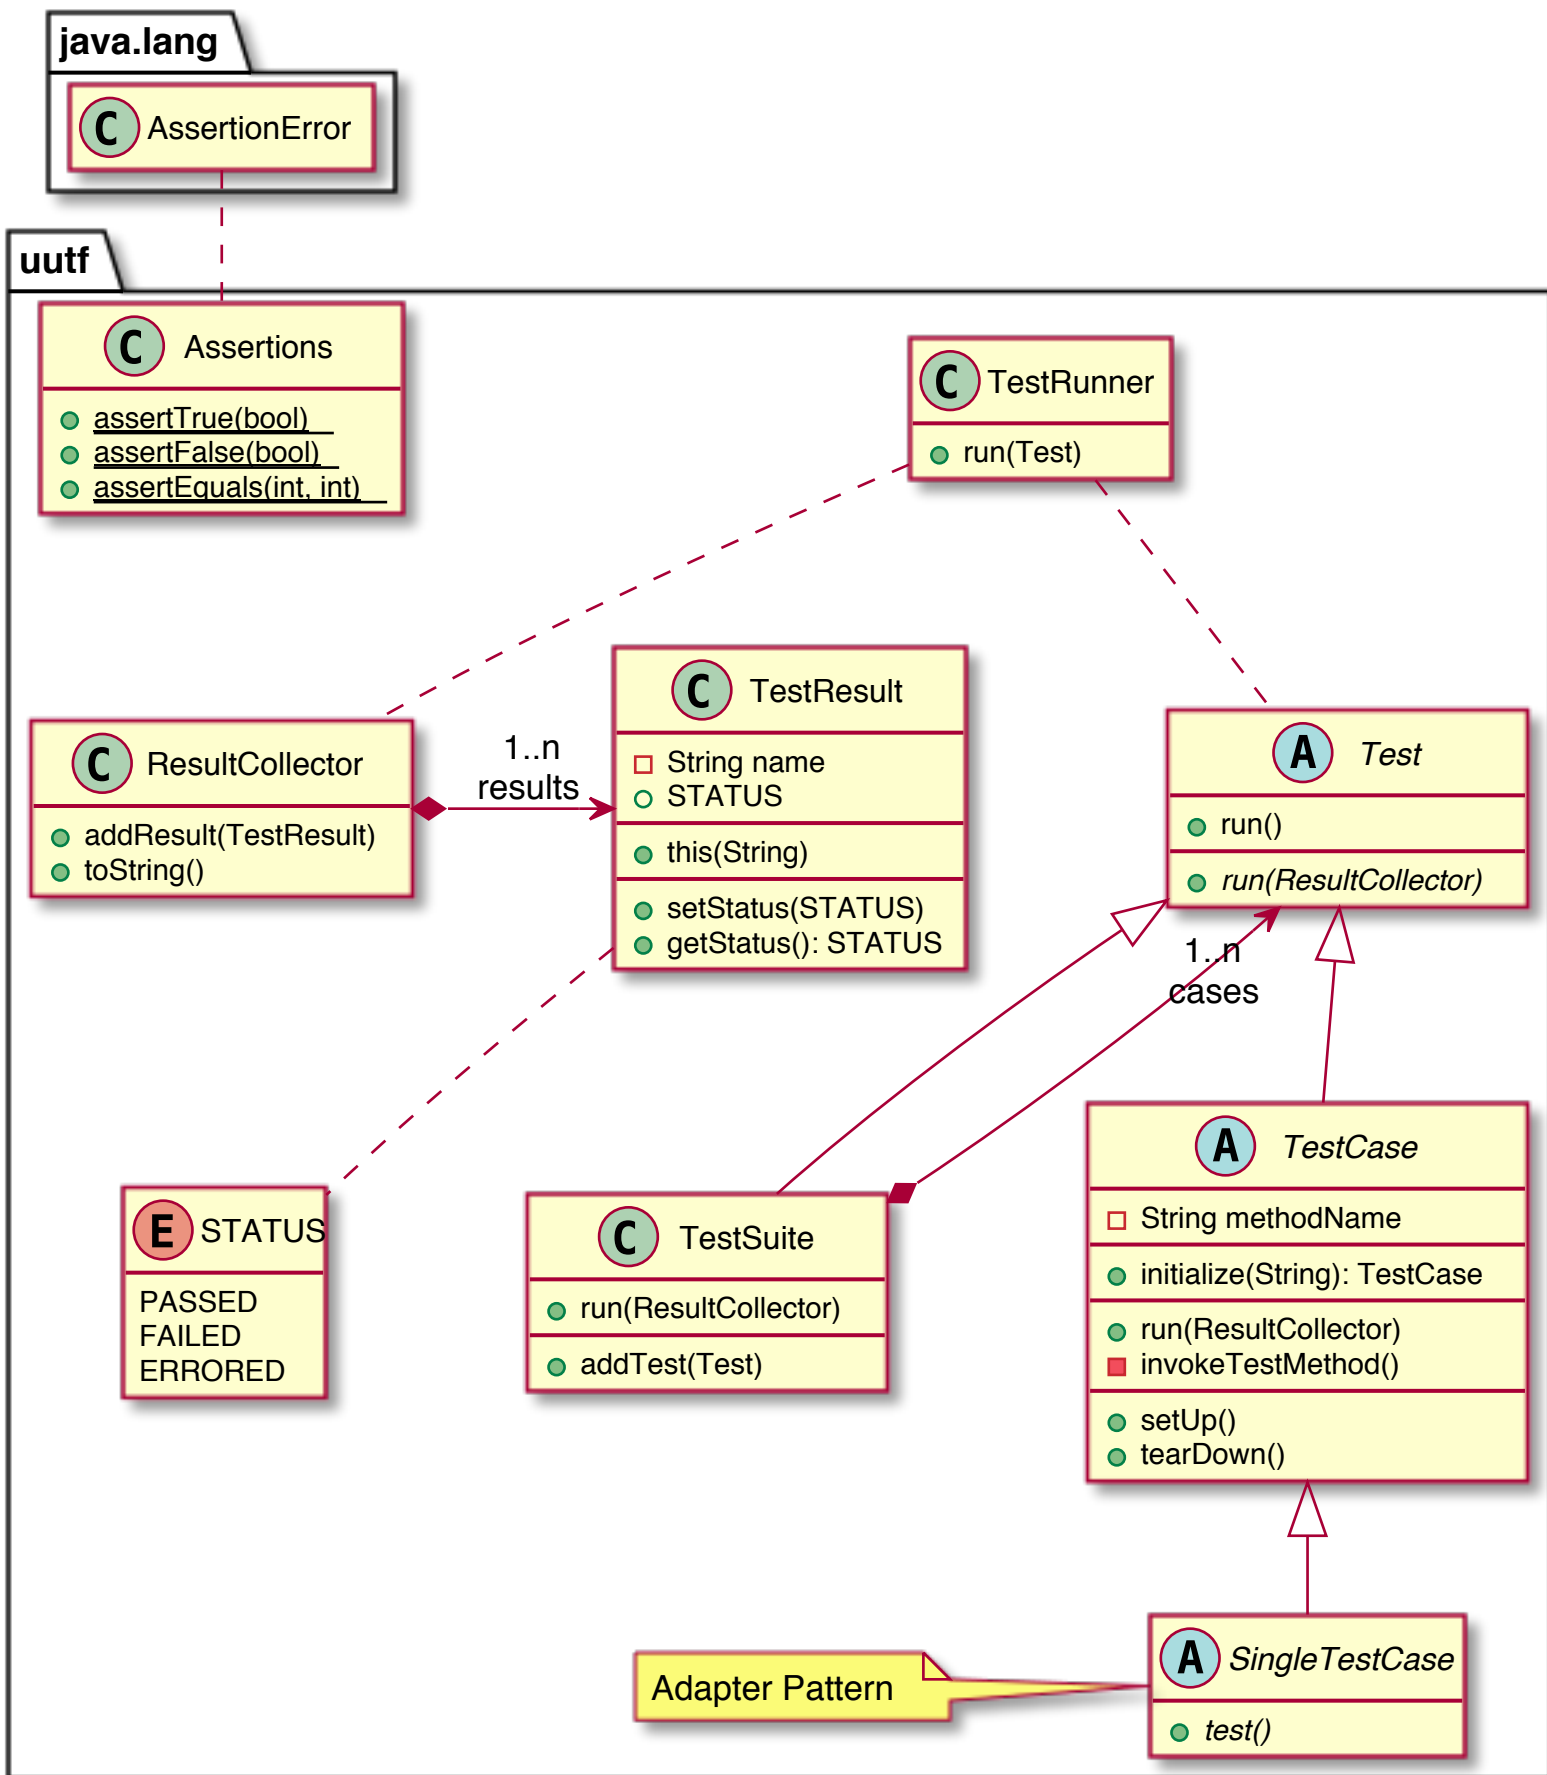 java.lang
C AssertionError
uutf
C Assertions
assertTrue(bool)
assertFalse(bool)
assertEquals(int, int)
C TestRunner
run(Test)
C ResultCollector
addResult(TestResult)
toString()
1..n
results
C TestResult
String name
STATUS
this(String)
setStatus(STATUS)
getStatus(): STATUS
A Test
run()
run(ResultCollector)
1..n
cases
E STATUS
PASSED
FAILED
ERRORED
C TestSuite
run(ResultCollector)
addTest(Test)
A TestCase
String methodName
initialize(String): TestCase
run(ResultCollector)
invokeTestMethod()
setUp()
tearDown()
Adapter Pattern
A SingleTestCase
test()